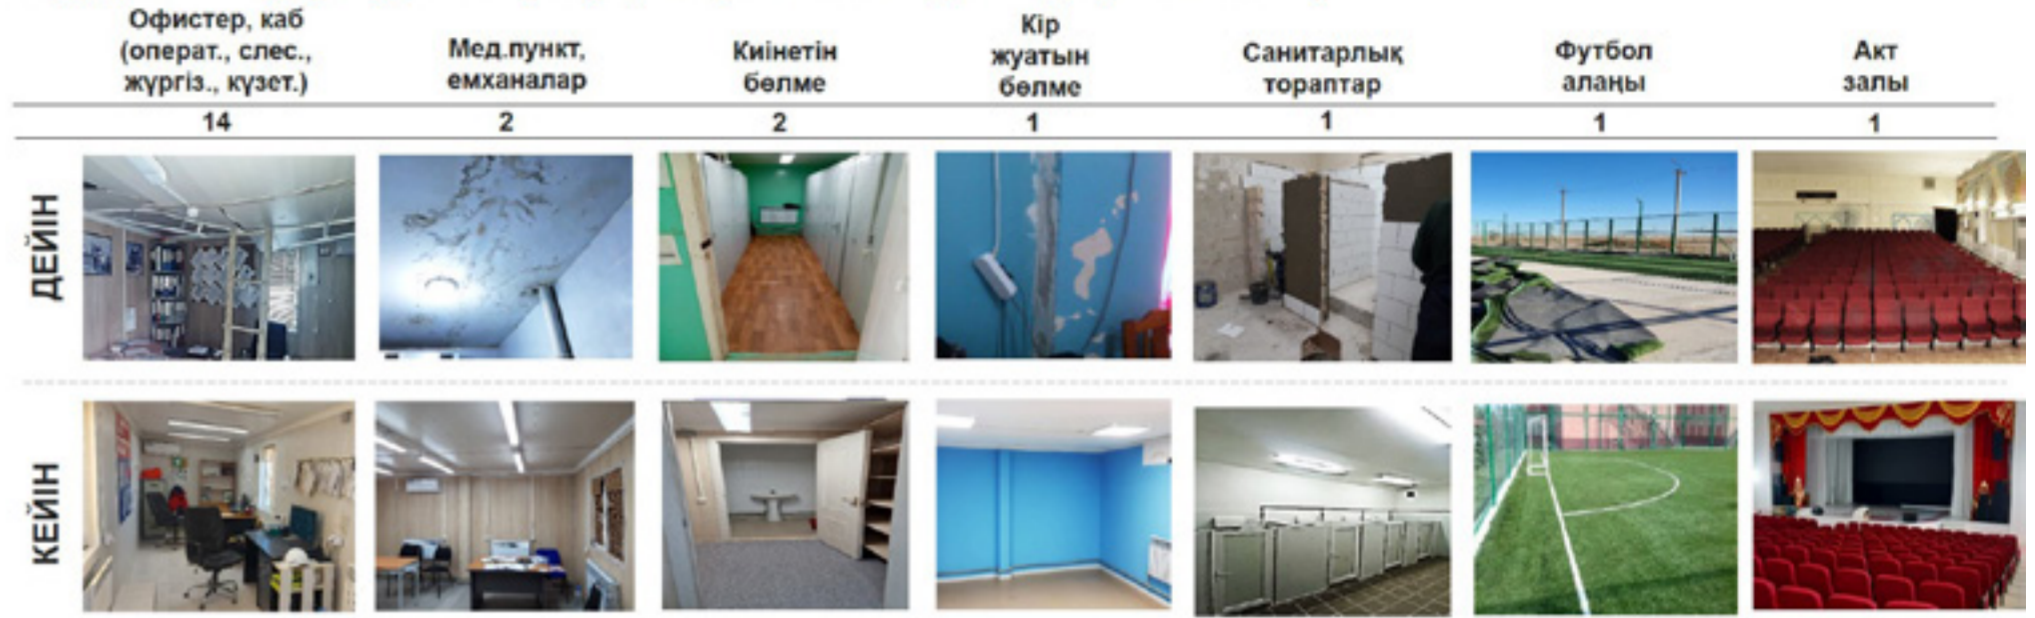 Офистер, каб
(операт., слес.,
жүргіз., күзет.)
14
Мед.пункт,
емханалар
2
Киінетін
бөлме
2
Кір
жуатын
бөлме
1
Санитарлық
тораптар
1
Футбол
алаңы
1
Акт
залы
1
ДЕЙІН
КЕЙІН